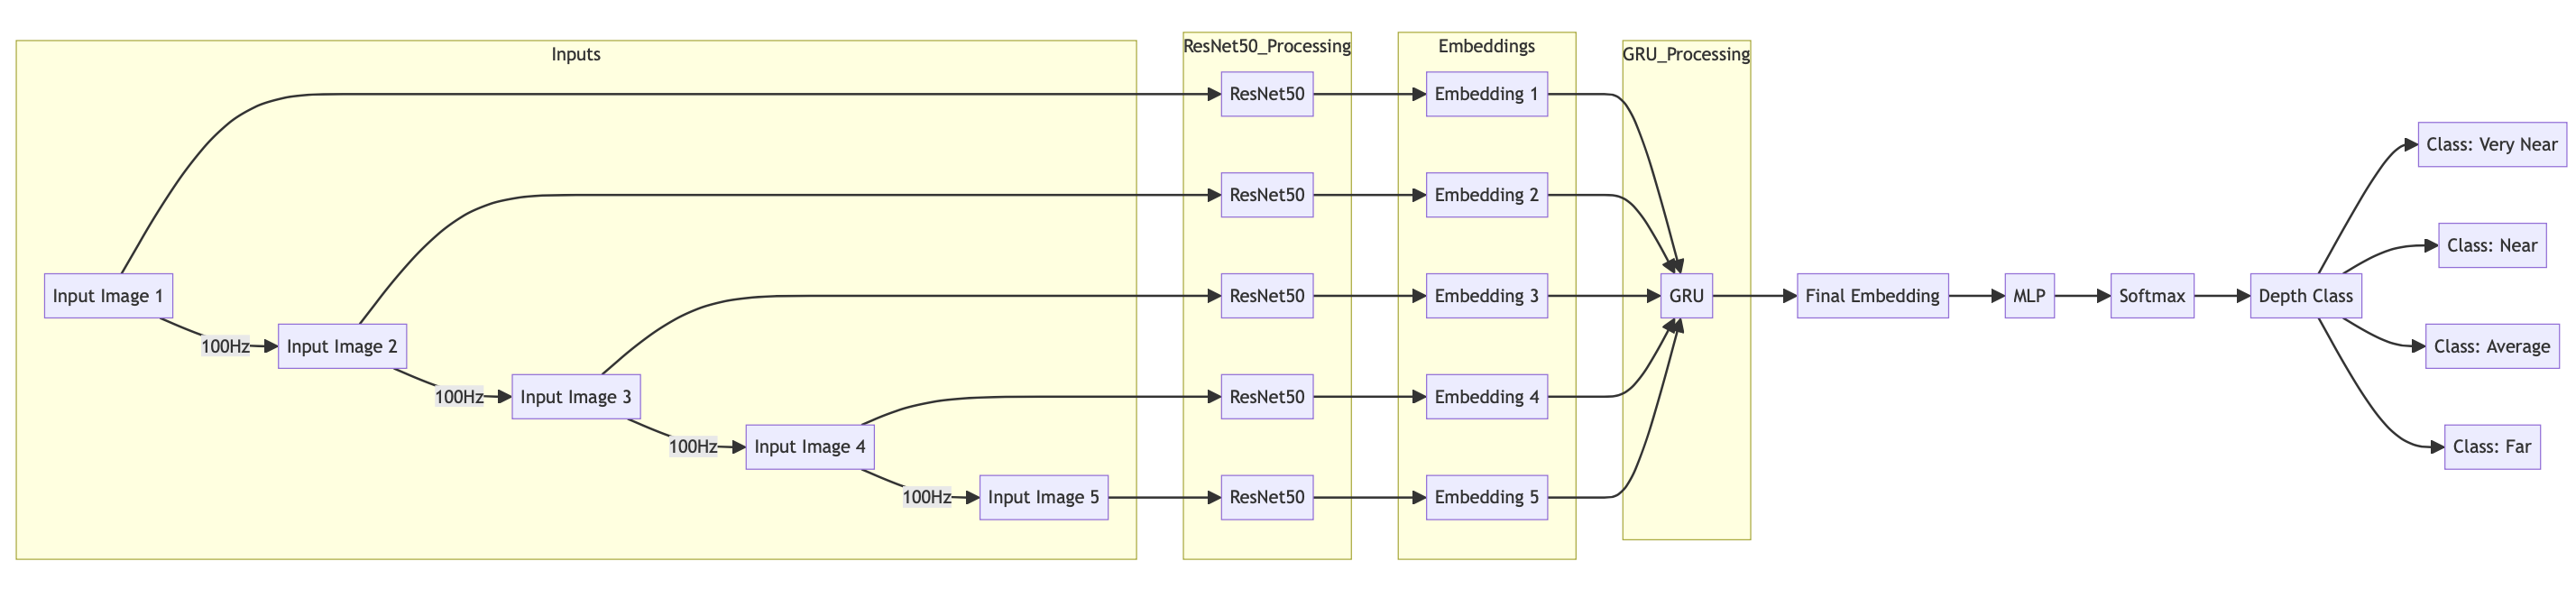 Inputs
Input Image 1
100Hz
Input Image 2
100Hz
Input Image 3
100Hz
Input Image 4
100Hz
Input Image 5
ResNet50_Processing
ResNet50
ResNet50
ResNet50
ResNet50
ResNet50
Embeddings
Embedding 1
Embedding 2
Embedding 3
Embedding 4
Embedding 5
GRU_Processing
GRU
Final Embedding
MLP
Softmax
Depth Class
Class: Very Near
Class: Near
Class: Average
Class: Far